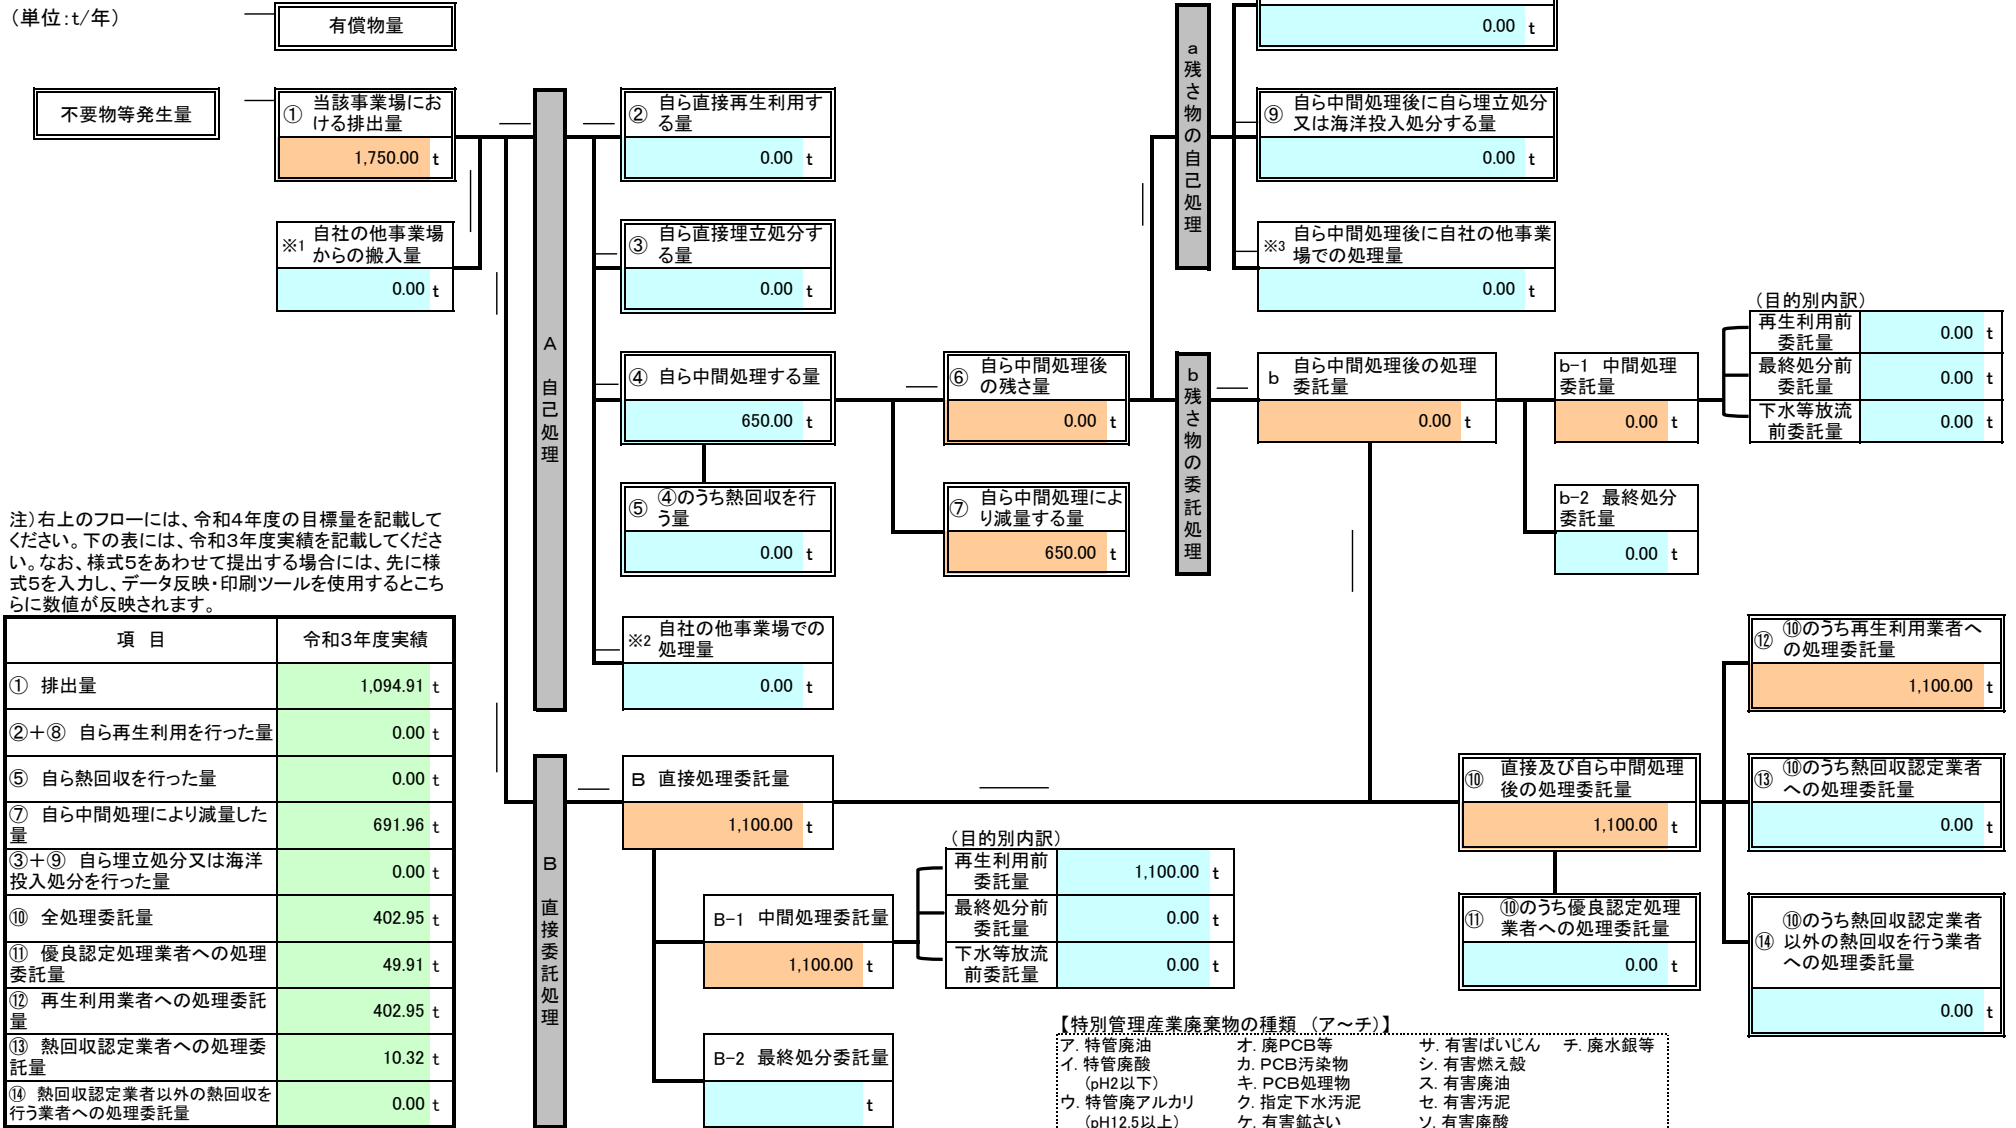 （単位:t/年）
有償物量
0.00 t
不要物等発生量
① 当該事業場にお
ける排出量
1,750.00 t
※1 自社の他事業場
からの搬入量
0.00 t
A 自己処理
② 自ら直接再生利用す
る量
0.00 t
③ 自ら直接埋立処分す
る量
0.00 t
④ 自ら中間処理する量
650.00 t
⑤ ④のうち熱回収を行
う量
0.00 t
※2 自社の他事業場での
処理量
0.00 t
⑥ 自ら中間処理後
の残さ量
0.00 t
⑦ 自ら中間処理によ
り減量する量
650.00 t
a残さ物の自己処理
⑨ 自ら中間処理後に自ら埋立処分
又は海洋投入処分する量
0.00 t
※3 自ら中間処理後に自社の他事業
場での処理量
0.00 t
b残さ物の委託処理
b 自ら中間処理後の処理
委託量
0.00 t
b-1 中間処理
委託量
0.00 t
b-2 最終処分
委託量
0.00 t
（目的別内訳）
再生利用前
委託量
0.00 t
最終処分前
委託量
0.00 t
下水等放流
前委託量
0.00 t
注）右上のフローには、令和4年度の目標量を記載して
ください。下の表には、令和3年度実績を記載してくださ
い。なお、様式5をあわせて提出する場合には、先に様
式5を入力し、データ反映・印刷ツールを使用するとこち
らに数値が反映されます。
項 目 令和3年度実績
① 排出量 1,094.91 t
②＋⑧ 自ら再生利用を行った量 0.00 t
⑤ 自ら熱回収を行った量 0.00 t
⑦ 自ら中間処理により減量した
量 691.96 t
③＋⑨ 自ら埋立処分又は海洋
投入処分を行った量 0.00 t
⑩ 全処理委託量 402.95 t
⑪ 優良認定処理業者への処理
委託量 49.91 t
⑫ 再生利用業者への処理委託
量 402.95 t
⑬ 熱回収認定業者への処理委
託量 10.32 t
⑭ 熱回収認定業者以外の熱回収を
行う業者への処理委託量 0.00 t
B 直接委託処理
B 直接処理委託量
1,100.00 t
B-1 中間処理委託量
1,100.00 t
B-2 最終処分委託量
t
（目的別内訳）
再生利用前
委託量
1,100.00 t
最終処分前
委託量
0.00 t
下水等放流
前委託量
0.00 t
⑩ 直接及び自ら中間処理
後の処理委託量
1,100.00 t
⑪ ⑩のうち優良認定処理
業者への処理委託量
0.00 t
⑫ ⑩のうち再生利用業者へ
の処理委託量
1,100.00 t
⑬ ⑩のうち熱回収認定業者
への処理委託量
0.00 t
⑭ ⑩のうち熱回収認定業者
以外の熱回収を行う業者
への処理委託量
0.00 t
【特別管理産業廃棄物の種類 （ア～チ）】
ア. 特管廃油 オ. 廃PCB等 サ. 有害ばいじん チ. 廃水銀等
イ. 特管廃酸 カ. PCB汚染物 シ. 有害燃え殻
（pH2以下） キ. PCB処理物 ス. 有害廃油
ウ. 特管廃アルカリ ク. 指定下水汚泥 セ. 有害汚泥
（pH12.5以上） ケ. 有害鉱さい ソ. 有害廃酸